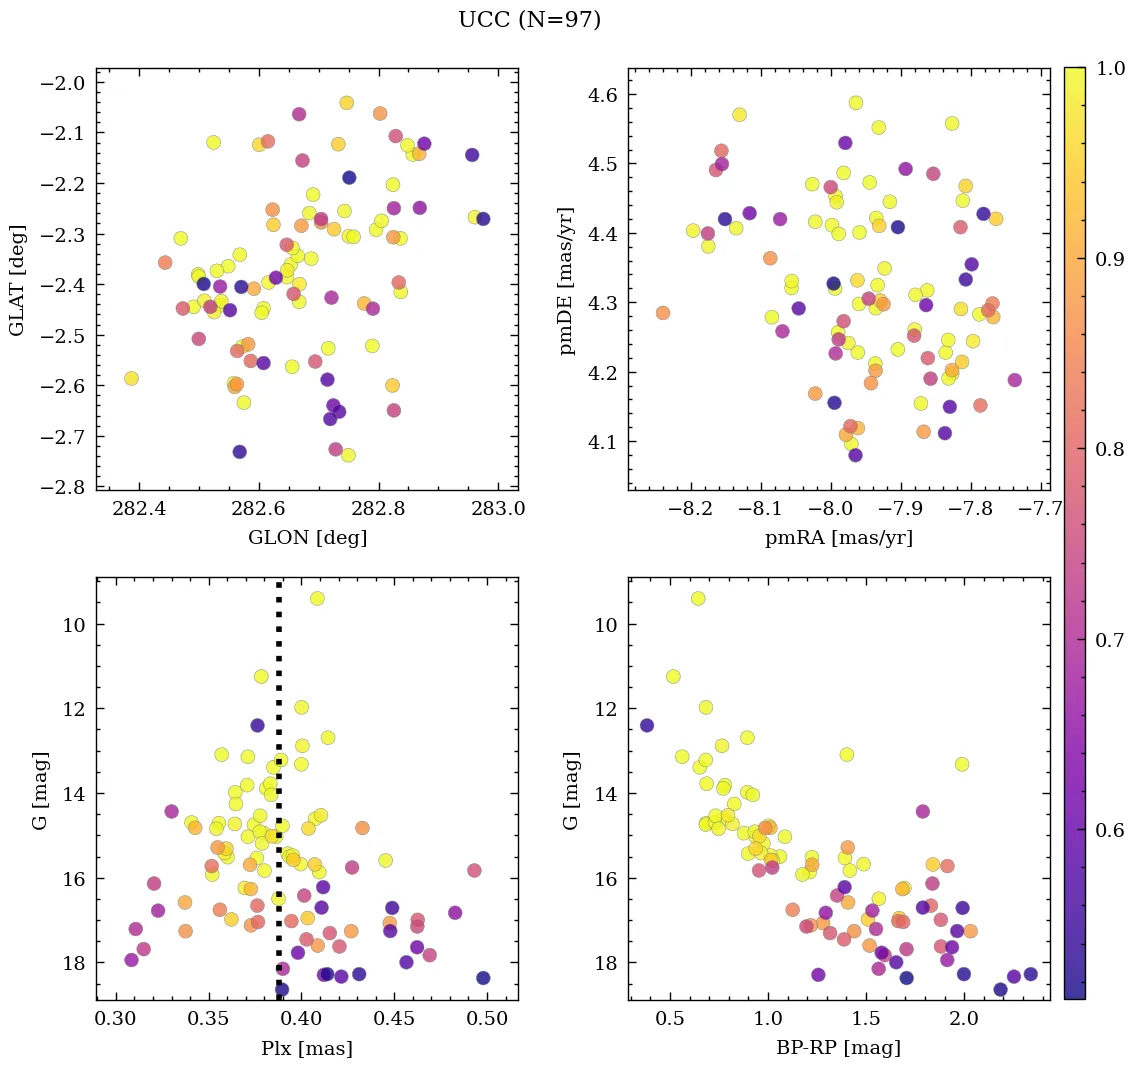 UCC (N=97)
−2.0
−2.1
−2.2
−2.3
−2.4
−2.5
−2.6
−2.7
−2.8
GLAT [deg]
282.4 282.6 282.8 283.0
GLON [deg]
4.6
4.5
4.4
4.3
4.2
4.1
pmDE [mas/yr]
−8.2 −8.1 −8.0 −7.9 −7.8 −7.7
pmRA [mas/yr]
10
12
14
16
18
G [mag]
0.30 0.35 0.40 0.45 0.50
Plx [mas]
10
12
14
16
18
G [mag]
0.5 1.0 1.5 2.0
BP-RP [mag]
1.0
0.9
0.8
0.7
0.6